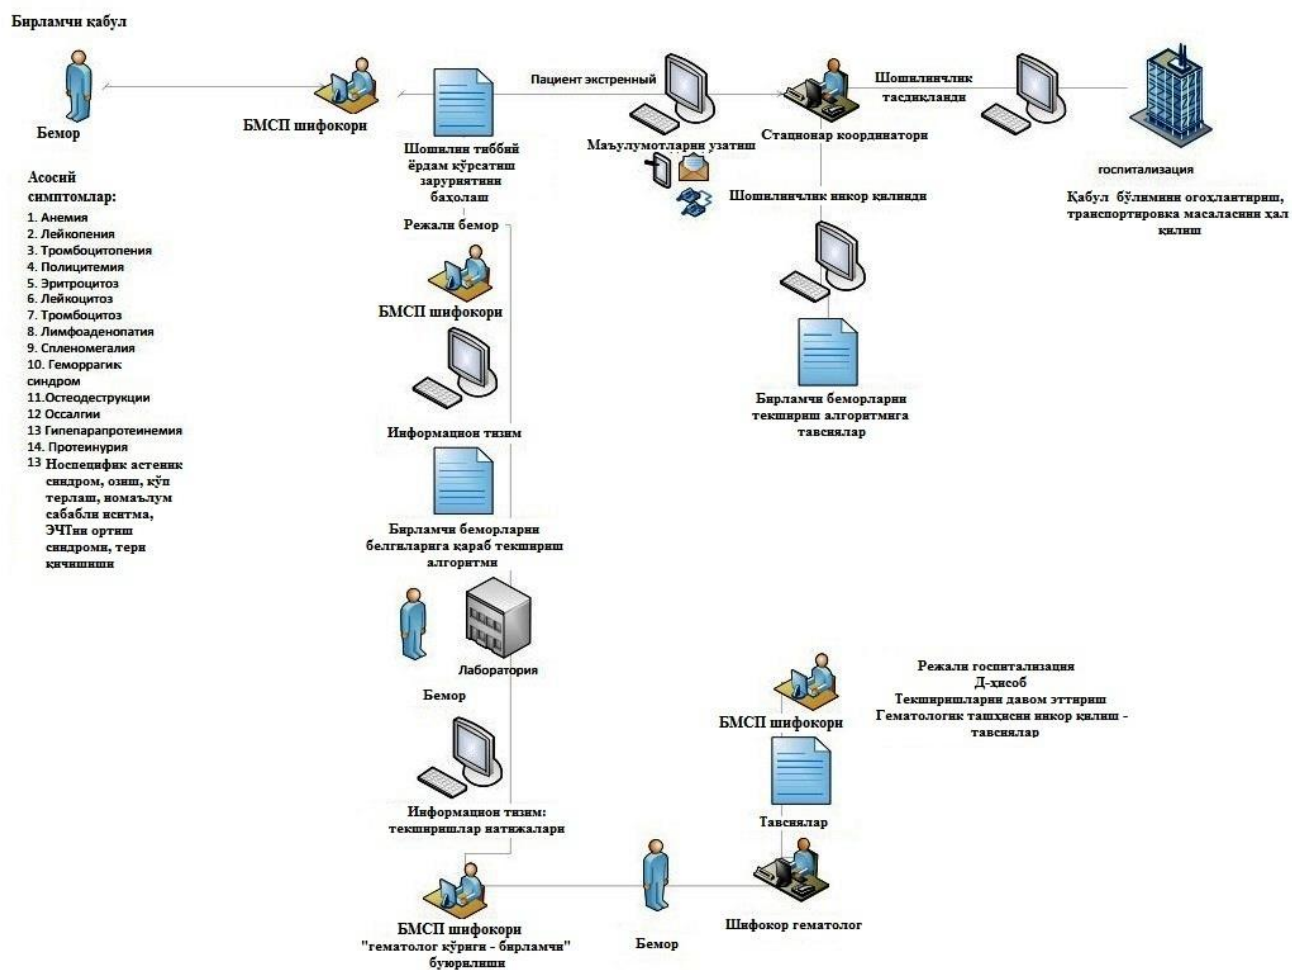 Бирламчи қабул
Бемор
БМСП шифокори
Шошилин тиббий
ёрдам кўрсатиш
заруриятини
баҳолаш
Пациент экстренный
Маъулумотларни узатиш
Стационар координатори
Шошилинчлик
тасдиқланди
госпитализация
Қабул бўлимини огоҳлантириш,
транспортировка масаласини ҳал
қилиш
Асосий
симптомлар:
1. Анемия
2. Лейкопения
3. Тромбоцитопения
4. Полицитемия
5. Эритроцитоз
6. Лейкоцитоз
7. Тромбоцитоз
8. Лимфоаденопатия
9. Спленомегалия
10. Геморрагик
синдром
11.Остеодеструкции
12 Оссалгии
13 Гипепарапротеинемия
14. Протеинурия
13 Носпецифик астеник
синдром, озиш, кўп
терлаш, номаълум
сабабли иситма,
ЭЧТни ортиш
синдроми, тери
қичишиши
Шошилинчлик инкор қилинди
Бирламчи беморларни
текшириш алгоритмига
тавсиялар
Режали бемор
БМСП шифокори
Информацион тизим
Бирламчи беморларни
белгиларига қараб текшириш
алгоритми
Лаборатория
Бемор
Информацион тизим:
текширишлар натижалари
БМСП шифокори
"гематолог кўриги - бирламчи"
буюрилиши
Бемор
Шифокор гематолог
Тавсиялар
БМСП шифокори
Режали госпитализация
Д-ҳисоб
Текширишларни давом эттириш
Гематологик ташҳисни инкор қилиш -
тавсиялар